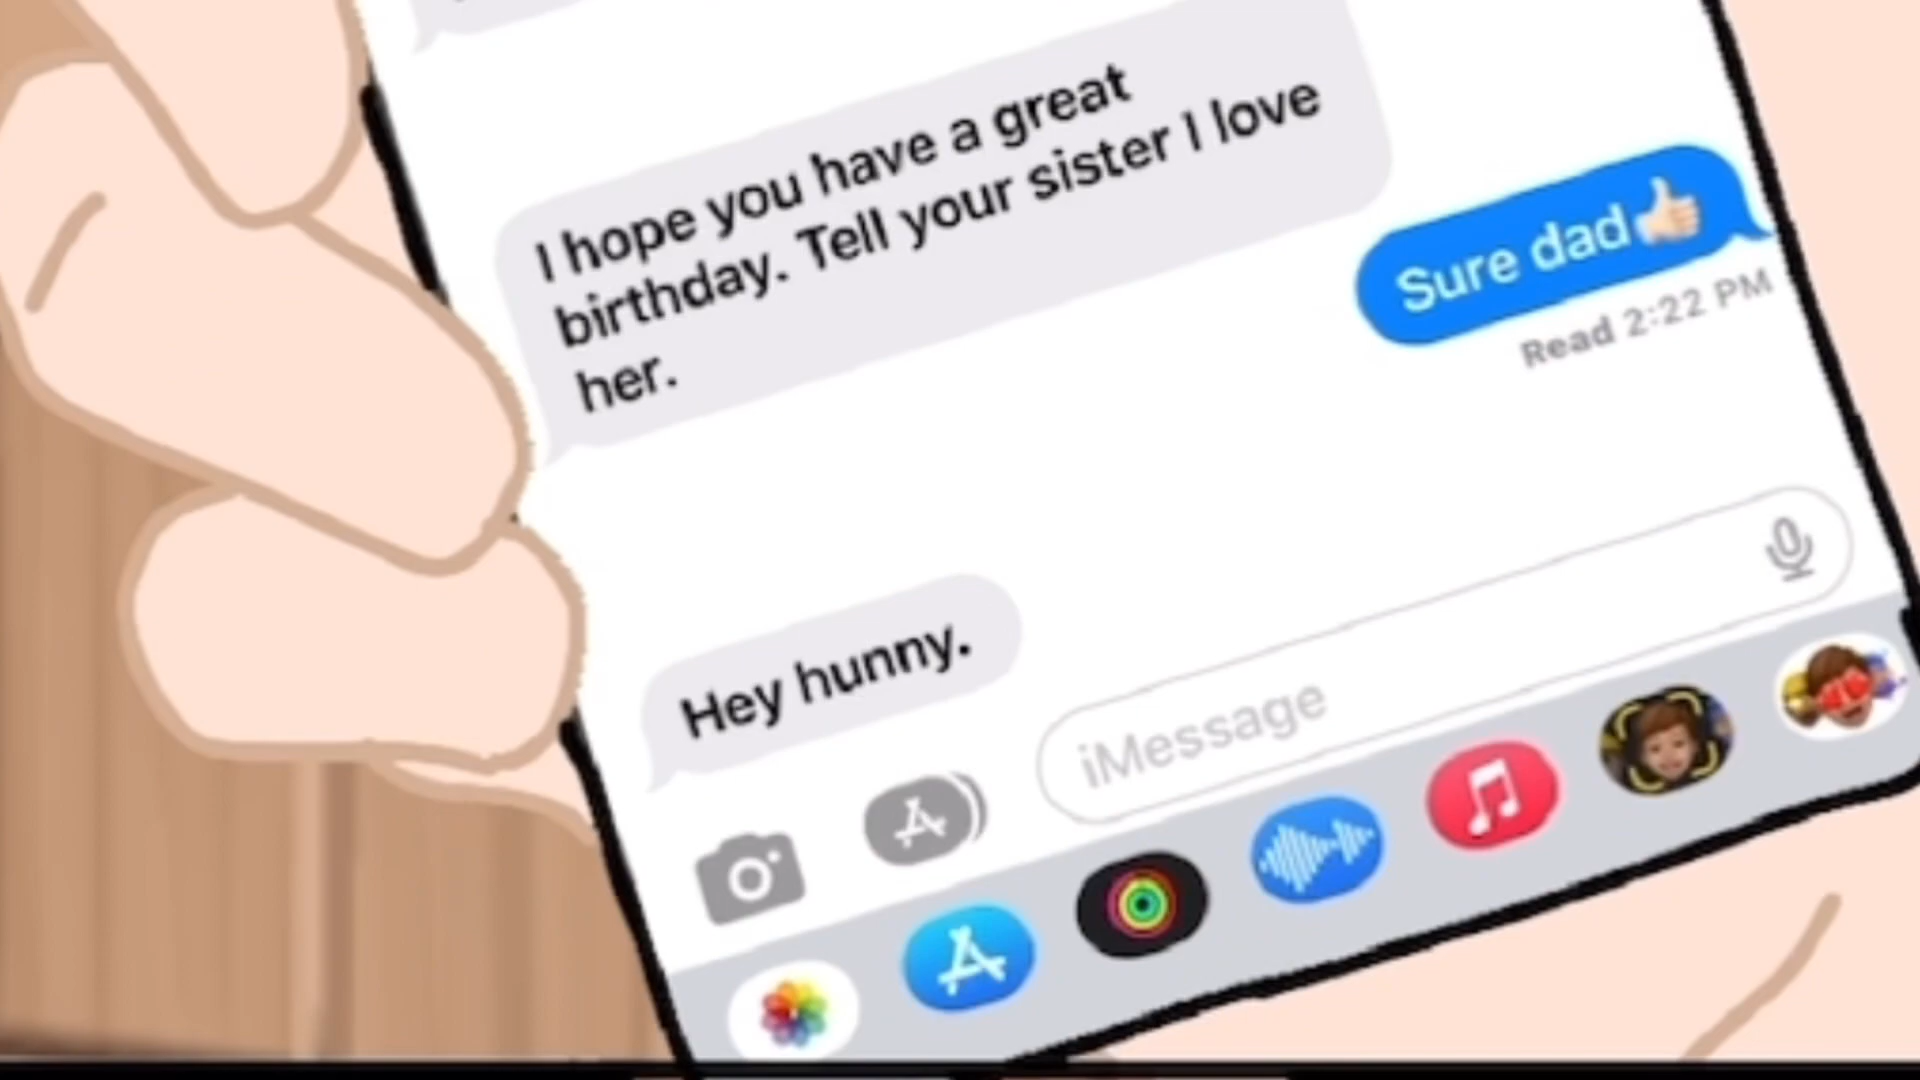 I hope you have a great
birthday. Tell your sister I love
her.
Sure dad👍🏻
Read 2:22 PM
Hey hunny.
iMessage